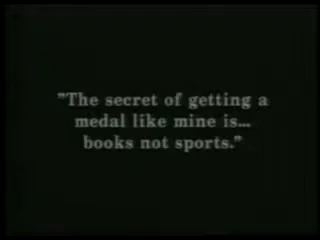 "The secret of getting a
medal like mine is...
books not sports."